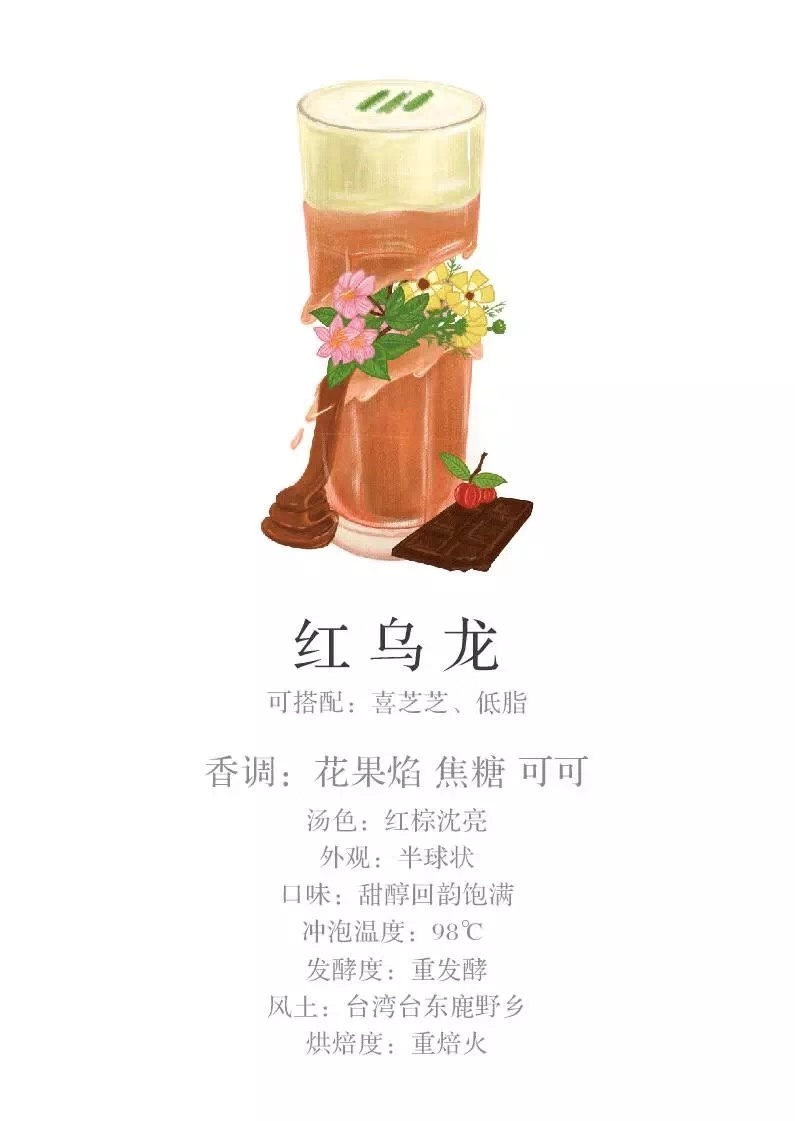 红乌龙
可搭配：喜芝芝、低脂
香调：花果焰 焦糖 可可
汤色：红棕沈亮
外观：半球状
口味：甜醇回韵饱满
冲泡温度：98℃
发酵度：重发酵
风土：台湾台东鹿野乡
烘焙度：重焙火